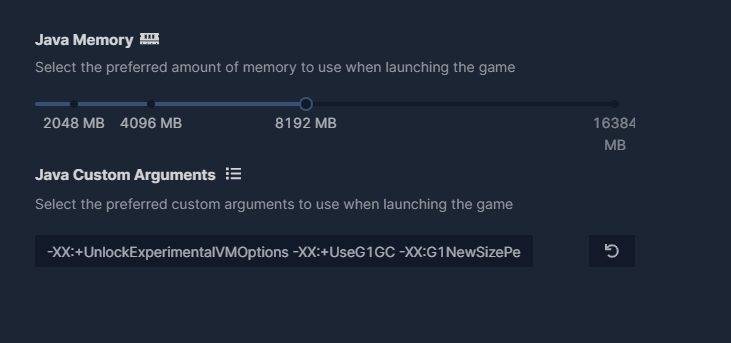 Java Memory
Select the preferred amount of memory to use when launching the game
2048 MB 4096 MB 8192 MB 16384
MB
Java Custom Arguments
Select the preferred custom arguments to use when launching the game
-XX:+UnlockExperimentalVMOptions -XX:+UseG1GC -XX:G1NewSizePe